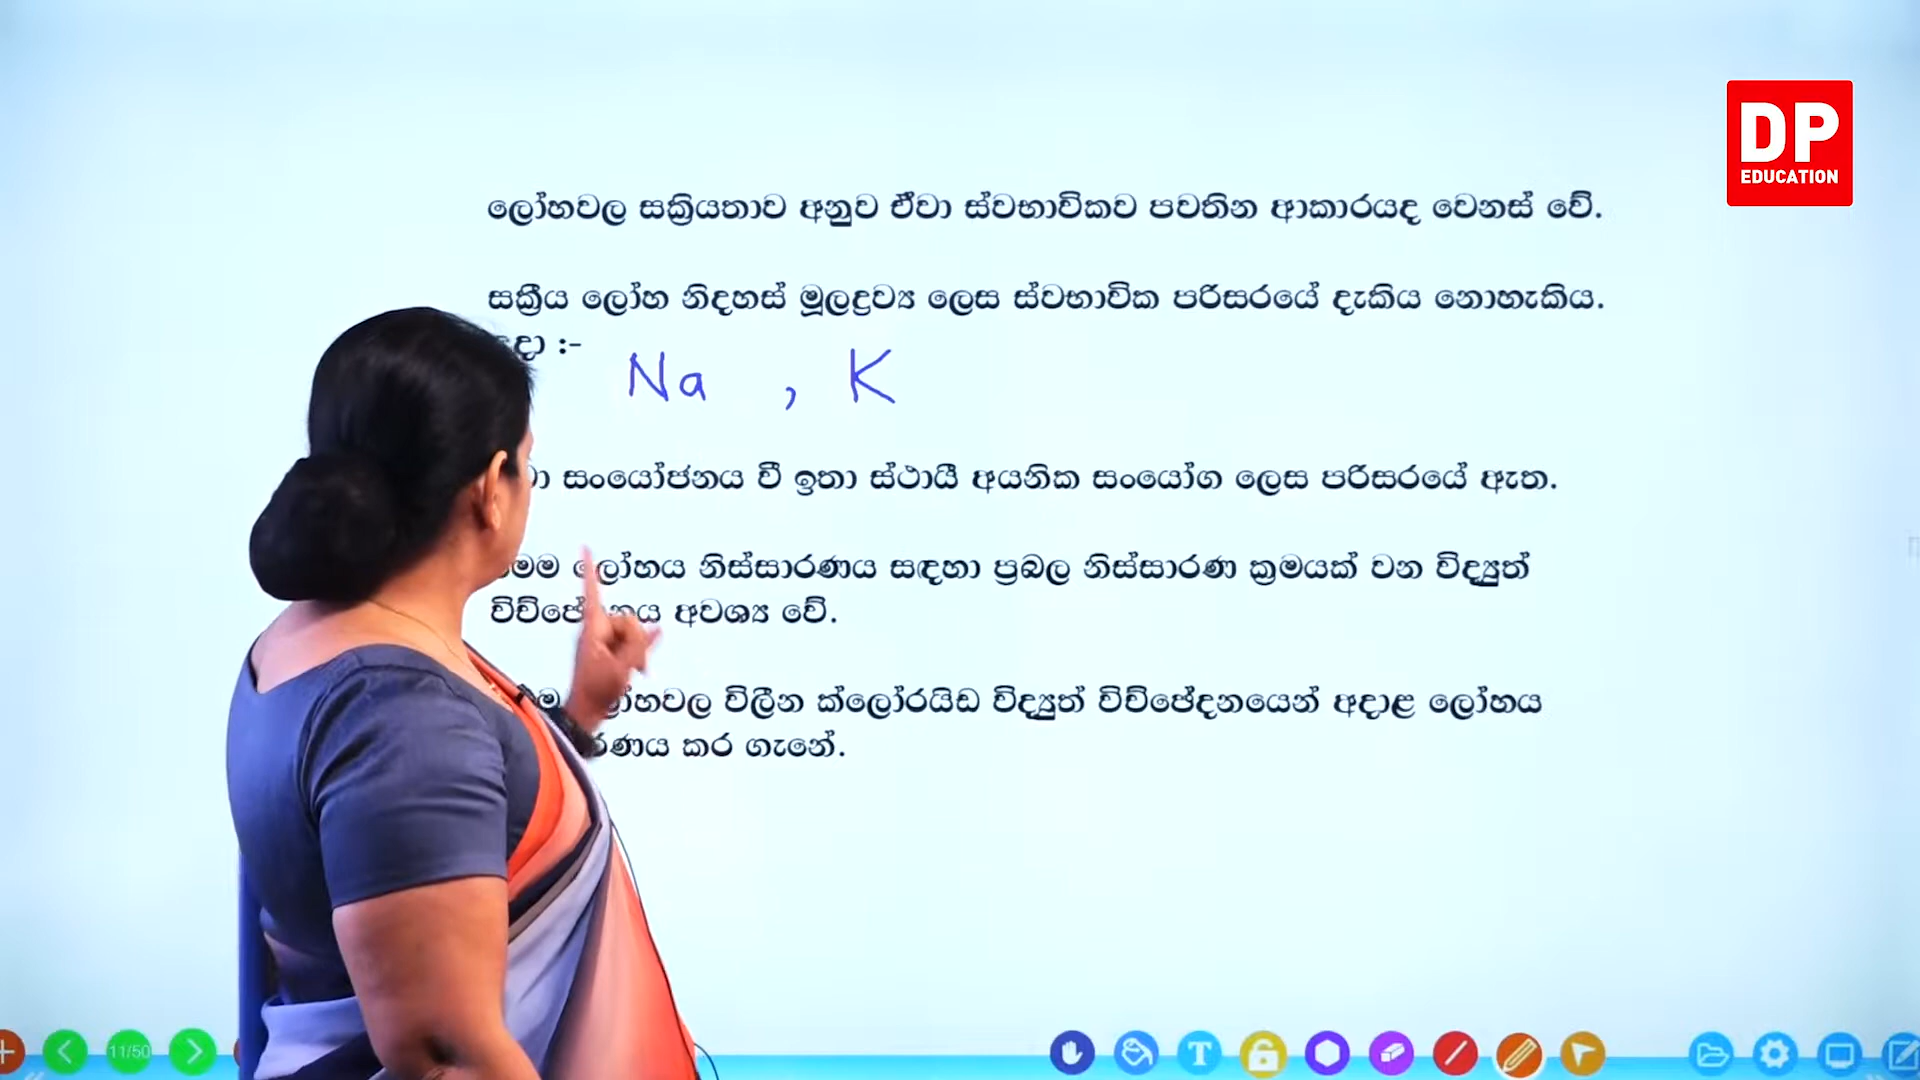 DP
EDUCATION
ලෝහවල සක්‍රියතාව අනුව ඒවා ස්වභාවිකව පවතින ආකාරයද වෙනස් වේ.
සක්‍රීය ලෝහ නිදහස් මූලද්‍රව්‍ය ලෙස ස්වභාවික පරිසරයේ දැකිය නොහැකිය.
:-
Na , K
සංයෝජනය වී ඉතා ස්ථායී අයනික සංයෝග ලෙස පරිසරයේ ඇත.
ලෝහය නිස්සාරණය සඳහා ප්‍රබල නිස්සාරණ ක්‍රමයක් වන විද්‍යුත්
අවශ්‍ය වේ.
විලීන ක්ලෝරයිඩ විද්‍යුත් විච්ඡේදනයෙන් අදාළ ලෝහය
කර ගැනේ.
11/50
T